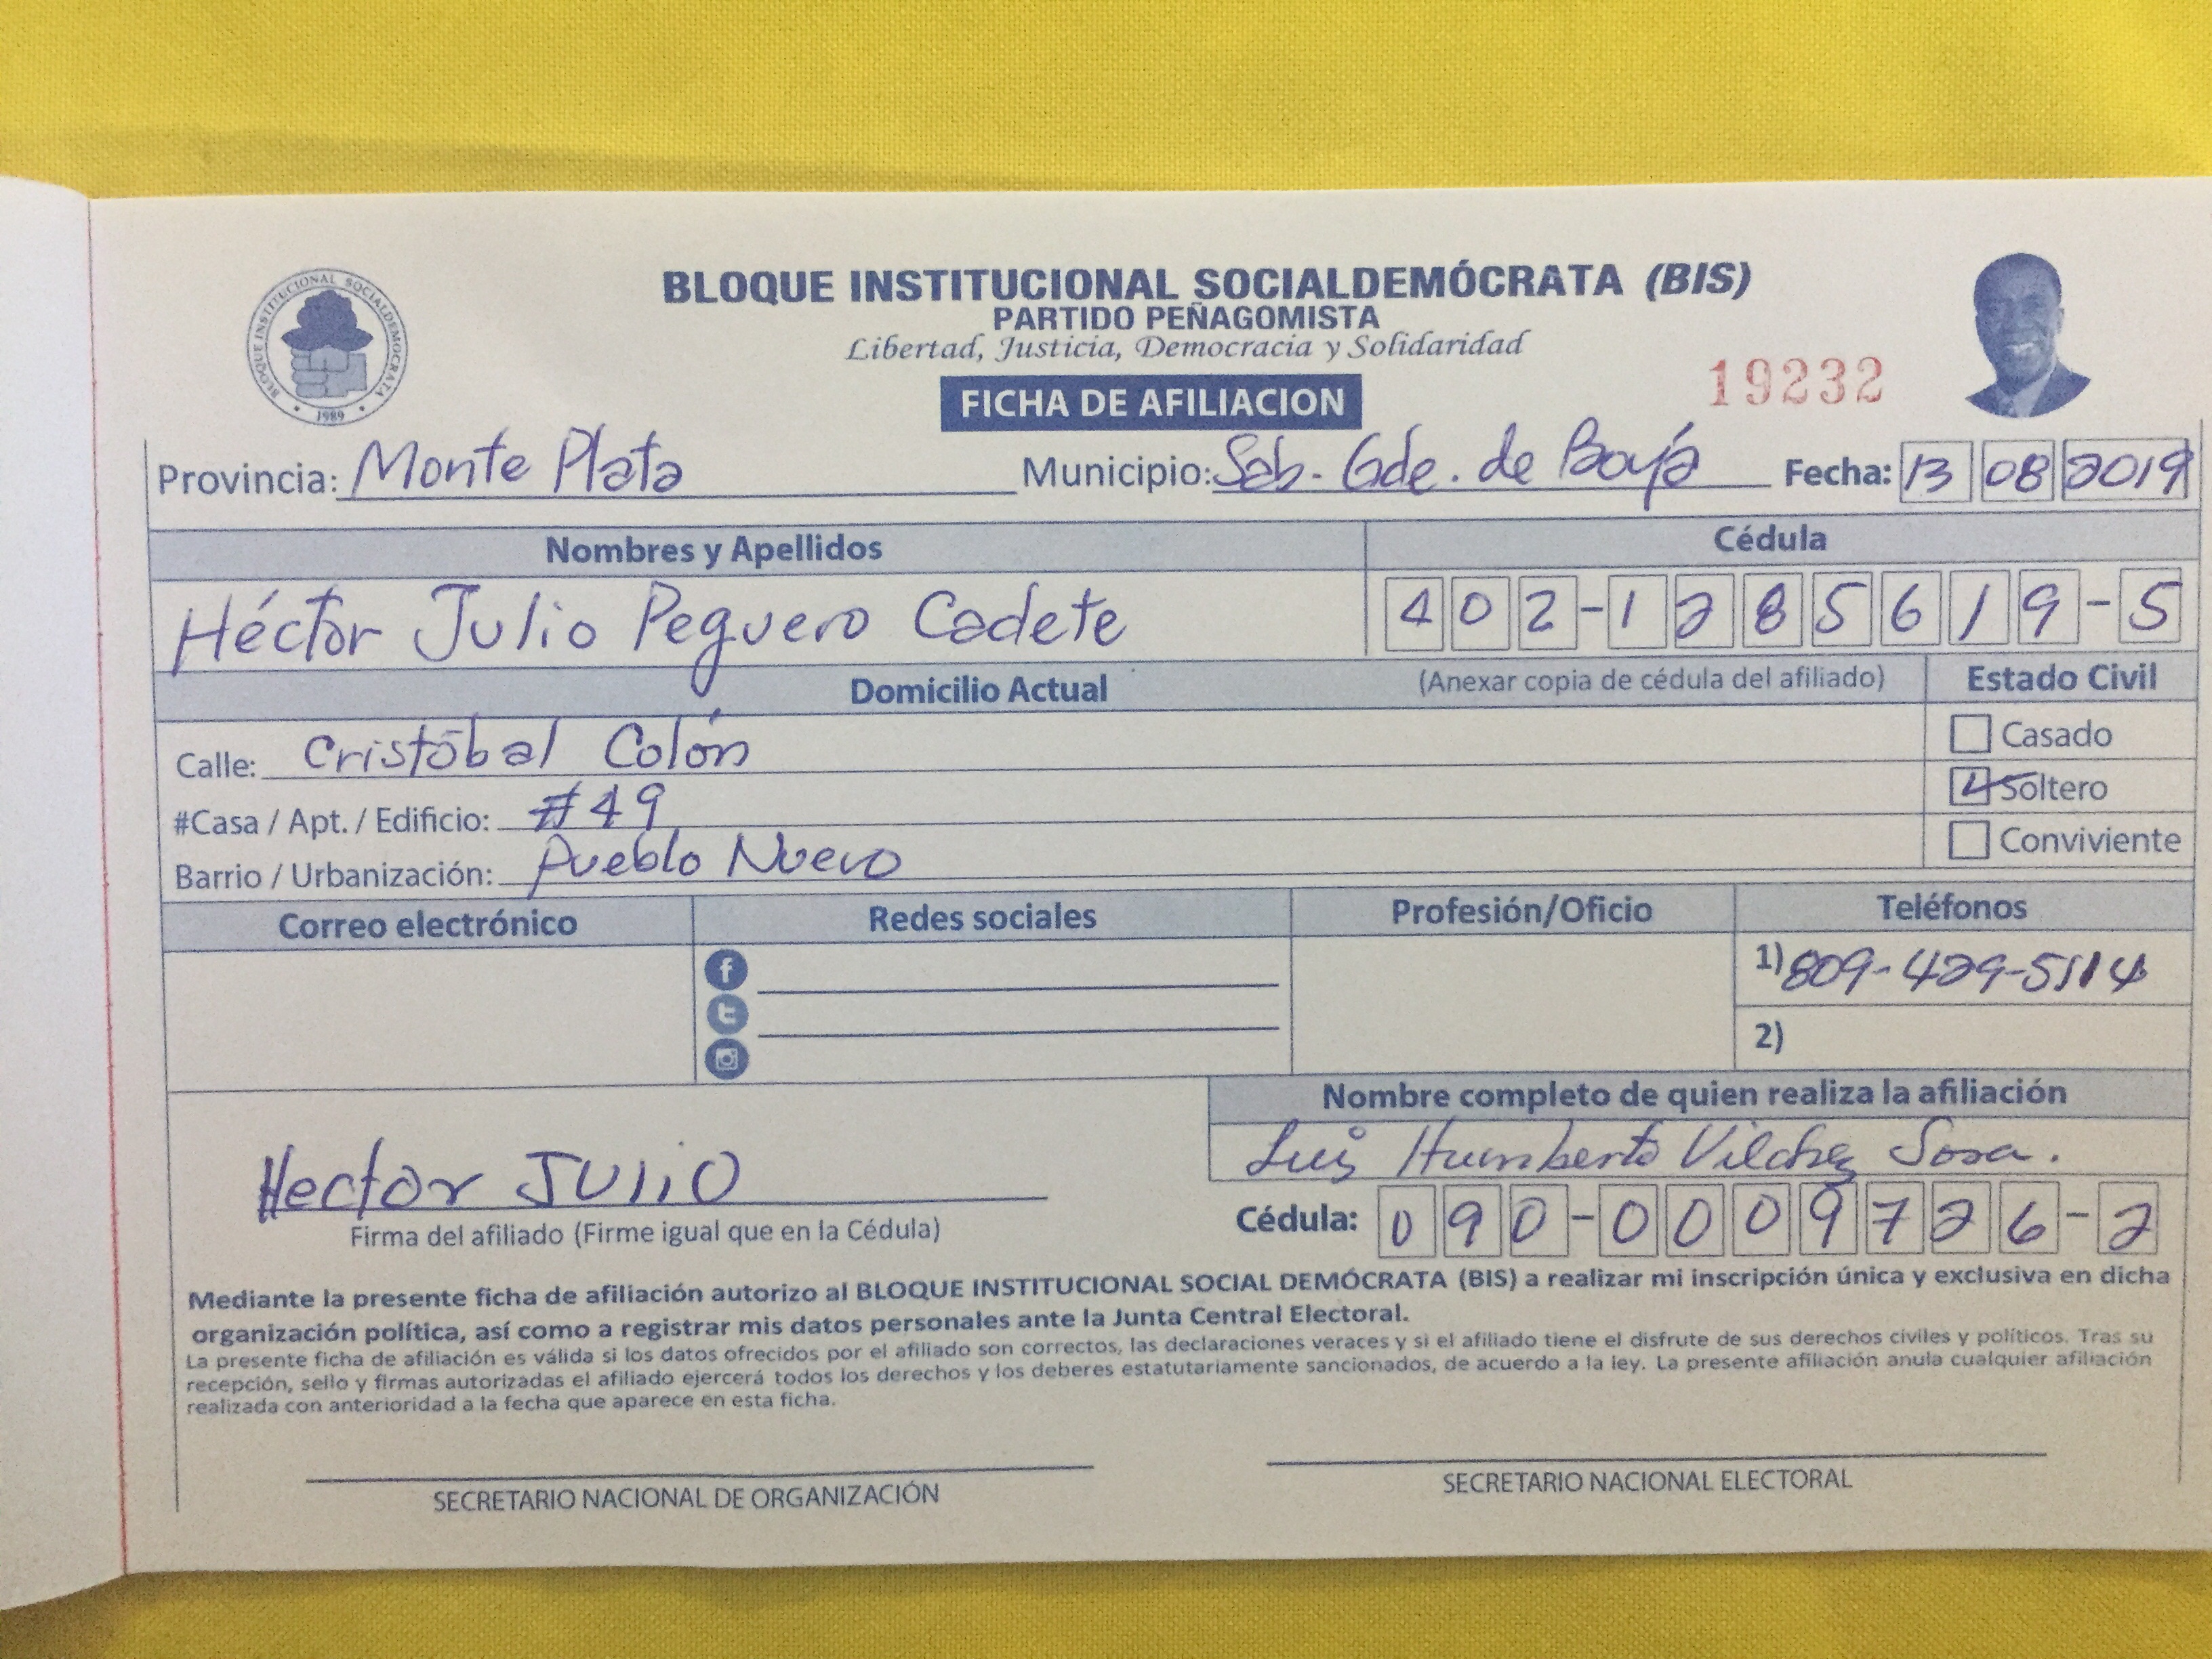 BLOQUE INSTITUCIONAL SOCIALDEMÓCRATA
1989
BLOQUE INSTITUCIONAL SOCIALDEMÓCRATA (BIS)
PARTIDO PEÑAGOMISTA
Libertad, Justicia, Democracia y Solidaridad
FICHA DE AFILIACION
19232
Provincia: Monte Plata Municipio: Sab. Gde. de Boyá Fecha: 13 08 2019
Nombres y Apellidos Cédula
Héctor Julio Peguero Cadete 402-1285619-5
Domicilio Actual (Anexar copia de cédula del afiliado) Estado Civil
Calle: Cristóbal Colón Casado
#Casa / Apt. / Edificio: #49 Soltero
Barrio / Urbanización: Pueblo Nuevo Conviviente
Correo electrónico Redes sociales Profesión/Oficio Teléfonos
1) 809-429-5114
2)
Nombre completo de quien realiza la afiliación
Luis Humberto Vilchez Sosa.
Hector JULIO
Firma del afiliado (Firme igual que en la Cédula) Cédula: 090-0009726-2
Mediante la presente ficha de afiliación autorizo al BLOQUE INSTITUCIONAL SOCIAL DEMÓCRATA (BIS) a realizar mi inscripción única y exclusiva en dicha
organización política, así como a registrar mis datos personales ante la Junta Central Electoral.
La presente ficha de afiliación es válida si los datos ofrecidos por el afiliado son correctos, las declaraciones veraces y si el afiliado tiene el disfrute de sus derechos civiles y políticos. Tras su
recepción, sello y firmas autorizadas el afiliado ejercerá todos los derechos y los deberes estatutariamente sancionados, de acuerdo a la ley. La presente afiliación anula cualquier afiliación
realizada con anterioridad a la fecha que aparece en esta ficha.
SECRETARIO NACIONAL DE ORGANIZACIÓN SECRETARIO NACIONAL ELECTORAL